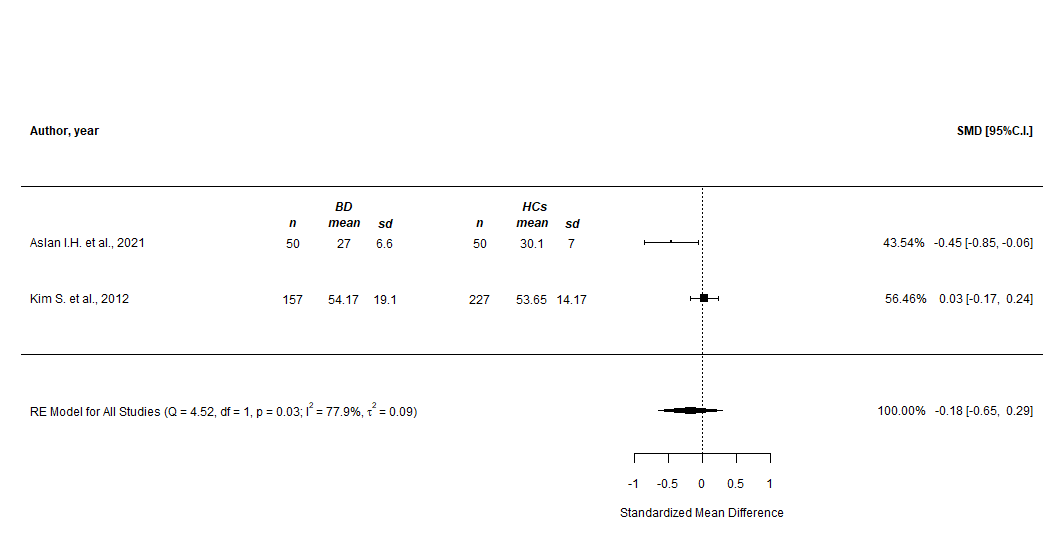 Author, year SMD [95%C.I.]
BD HCs
n mean sd n mean sd
Aslan I.H. et al., 2021 50 27 6.6 50 30.1 7 43.54% -0.45 [-0.85, -0.06]
Kim S. et al., 2012 157 54.17 19.1 227 53.65 14.17 56.46% 0.03 [-0.17, 0.24]
RE Model for All Studies (Q = 4.52, df = 1, p = 0.03; I² = 77.9%, τ² = 0.09) 100.00% -0.18 [-0.65, 0.29]
-1 -0.5 0 0.5 1
Standardized Mean Difference